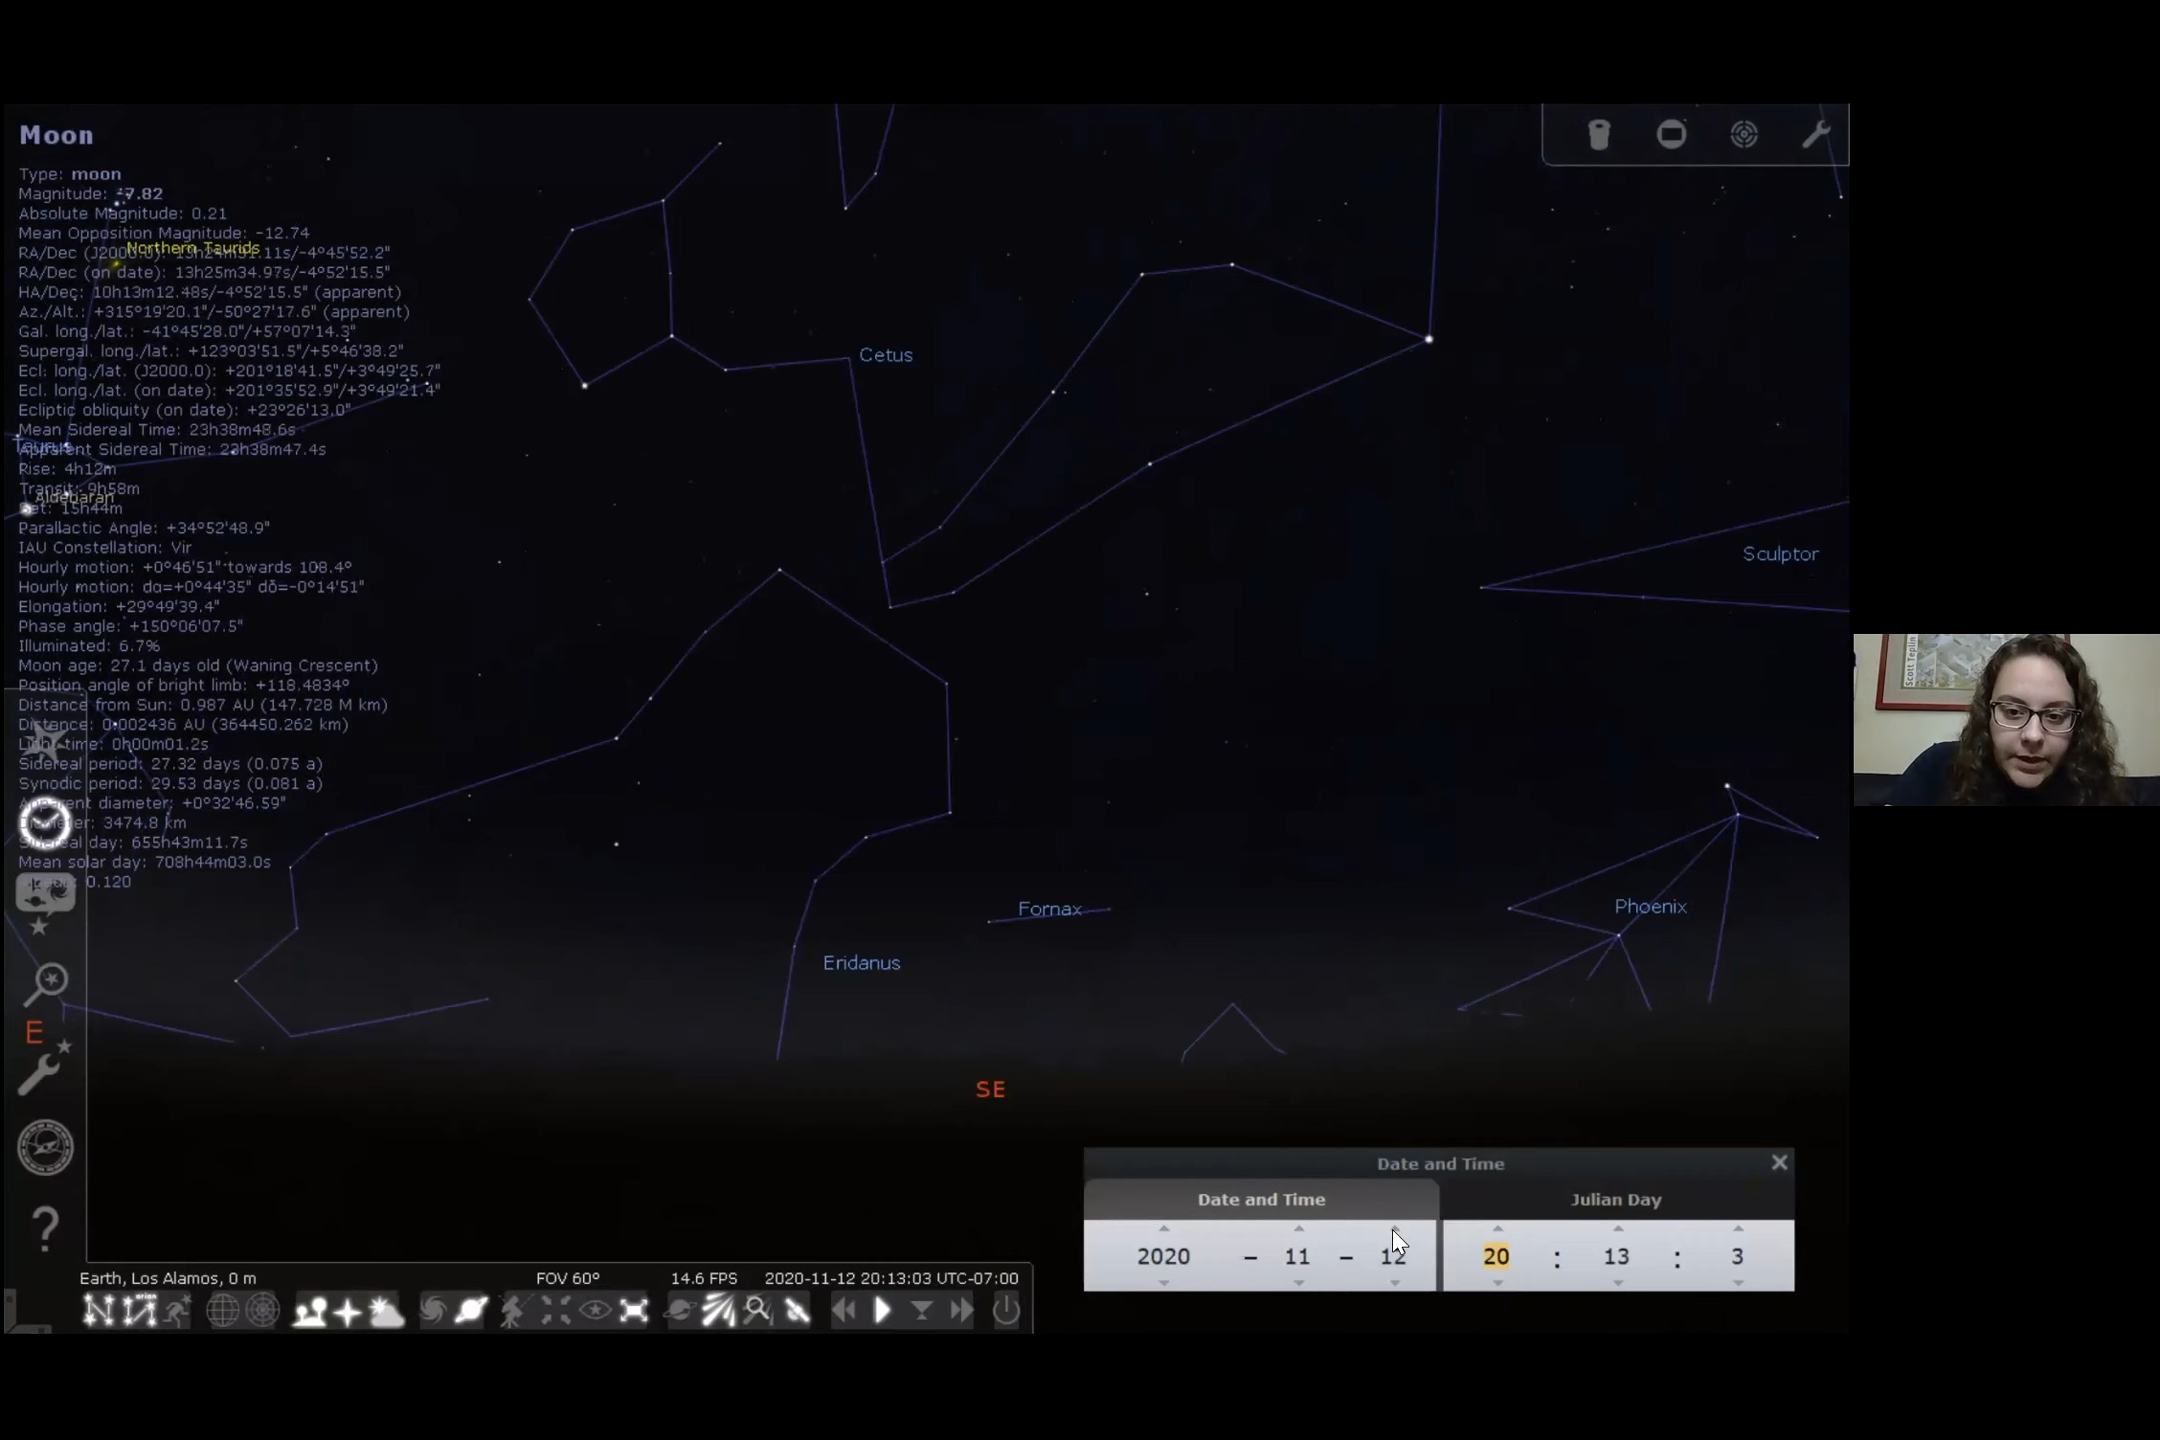 Moon
Type: moon
Magnitude: -7.82
Absolute Magnitude: 0.21
Mean Opposition Magnitude: -12.74
Northern Taurids
RA/Dec (J2000.0): 13h24m31.11s/-4°45'52.2"
RA/Dec (on date): 13h25m34.97s/-4°52'15.5"
HA/Dec: 10h13m12.48s/-4°52'15.5" (apparent)
Az./Alt.: +315°19'20.1"/-50°27'17.6" (apparent)
Gal. long./lat.: -41°45'28.0"/+57°07'14.3"
Supergal. long./lat.: +123°03'51.5"/+5°46'38.2"
Cetus
Ecl. long./lat. (J2000.0): +201°18'41.5"/+3°49'25.7"
Ecl. long./lat. (on date): +201°35'52.9"/+3°49'21.4"
Ecliptic obliquity (on date): +23°26'13.0"
Mean Sidereal Time: 23h38m48.6s
Taurus
Apparent Sidereal Time: 23h38m47.4s
Rise: 4h12m
Transit: 9h58m
Aldebaran
Set: 15h44m
Parallactic Angle: +34°52'48.9"
IAU Constellation: Vir
Sculptor
Hourly motion: +0°46'51" towards 108.4°
Hourly motion: dα=+0°44'35" dδ=-0°14'51"
Elongation: +29°49'39.4"
Phase angle: +150°06'07.5"
Illuminated: 6.7%
Moon age: 27.1 days old (Waning Crescent)
Position angle of bright limb: +118.4834°
Distance from Sun: 0.987 AU (147.728 M km)
Distance: 0.002436 AU (364450.262 km)
Light time: 0h00m01.2s
Sidereal period: 27.32 days (0.075 a)
Synodic period: 29.53 days (0.081 a)
Apparent diameter: +0°32'46.59"
Diameter: 3474.8 km
Sidereal day: 655h43m11.7s
Mean solar day: 708h44m03.0s
0.120
Scott Teplin
Fornax
Phoenix
Eridanus
E
SE
Date and Time
Date and Time
Julian Day
2020 - 11 - 12
20 : 13 : 3
Earth, Los Alamos, 0 m
FOV 60°
14.6 FPS
2020-11-12 20:13:03 UTC-07:00